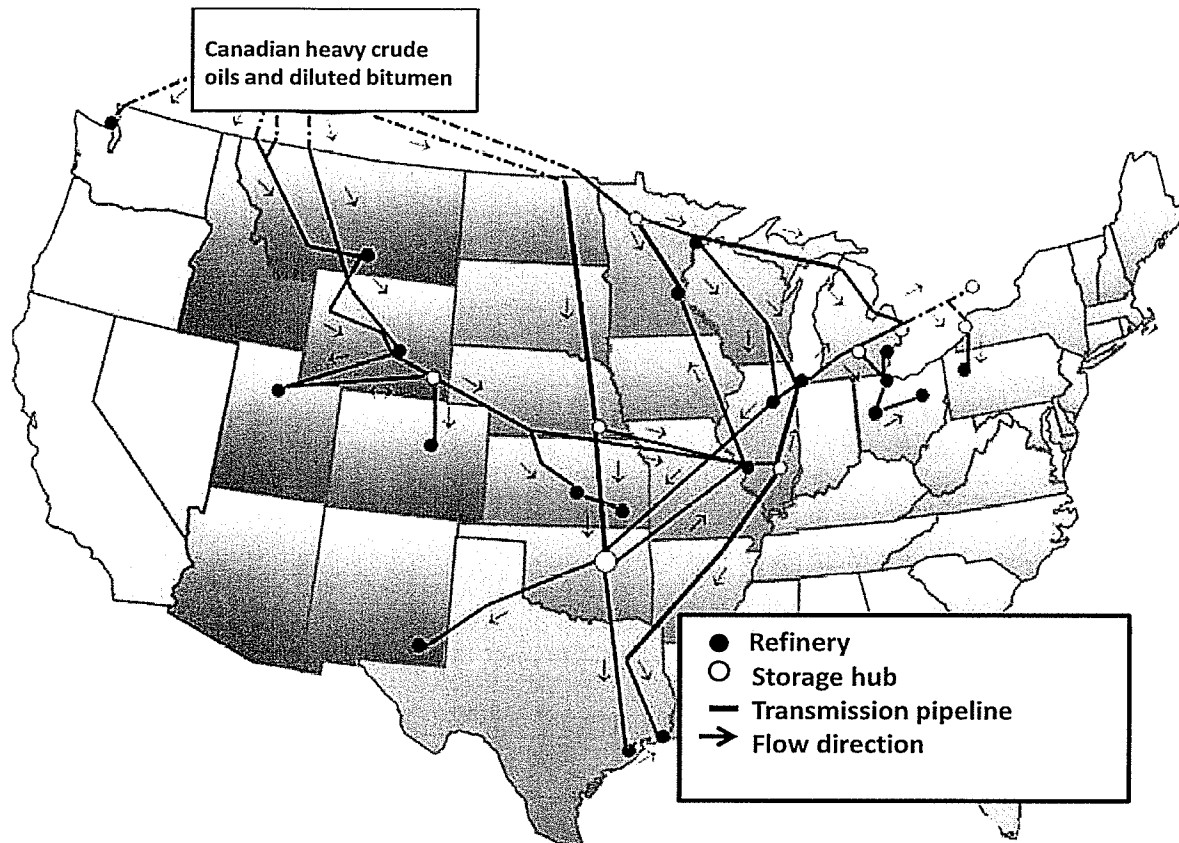 Canadian heavy crude
oils and diluted bitumen
Refinery
Storage hub
Transmission pipeline
Flow direction